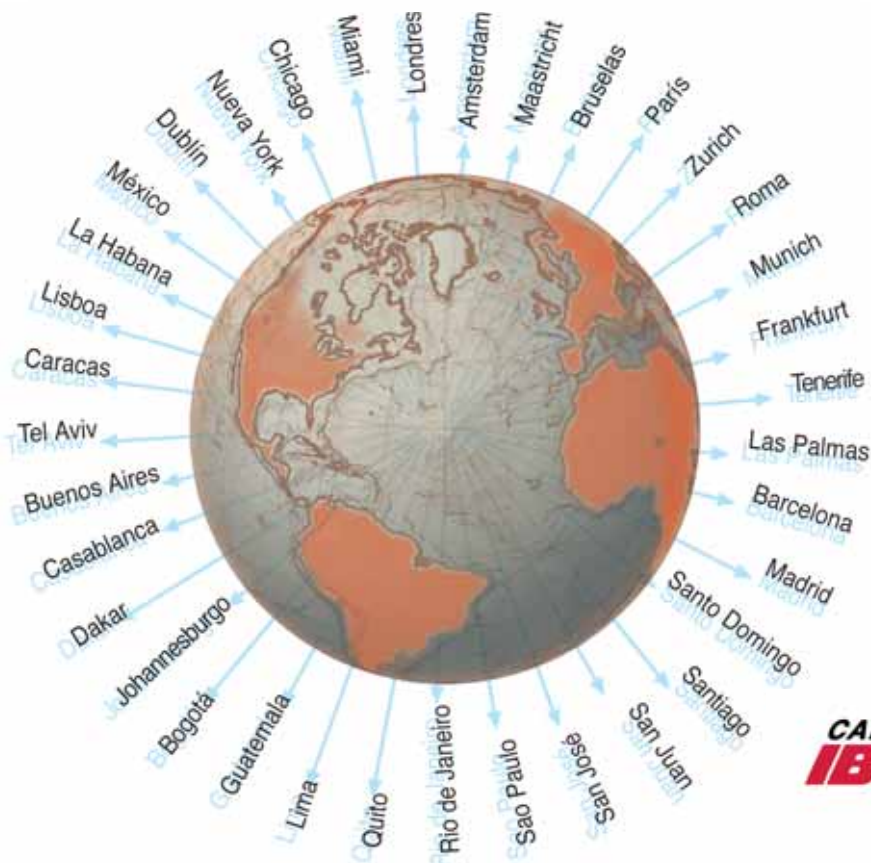 Londres
Amsterdam
Maastricht
Bruselas
París
Zurich
Roma
Munich
Frankfurt
Tenerife
Las Palmas
Barcelona
Madrid
Santo Domingo
Santiago
San Juan
San José
Sao Paulo
Rio de Janeiro
Quito
Lima
Guatemala
Bogotá
Johannesburgo
Dakar
Casablanca
Buenos Aires
Tel Aviv
Caracas
Lisboa
La Habana
México
Dublín
Nueva York
Chicago
Miami
CA
IB